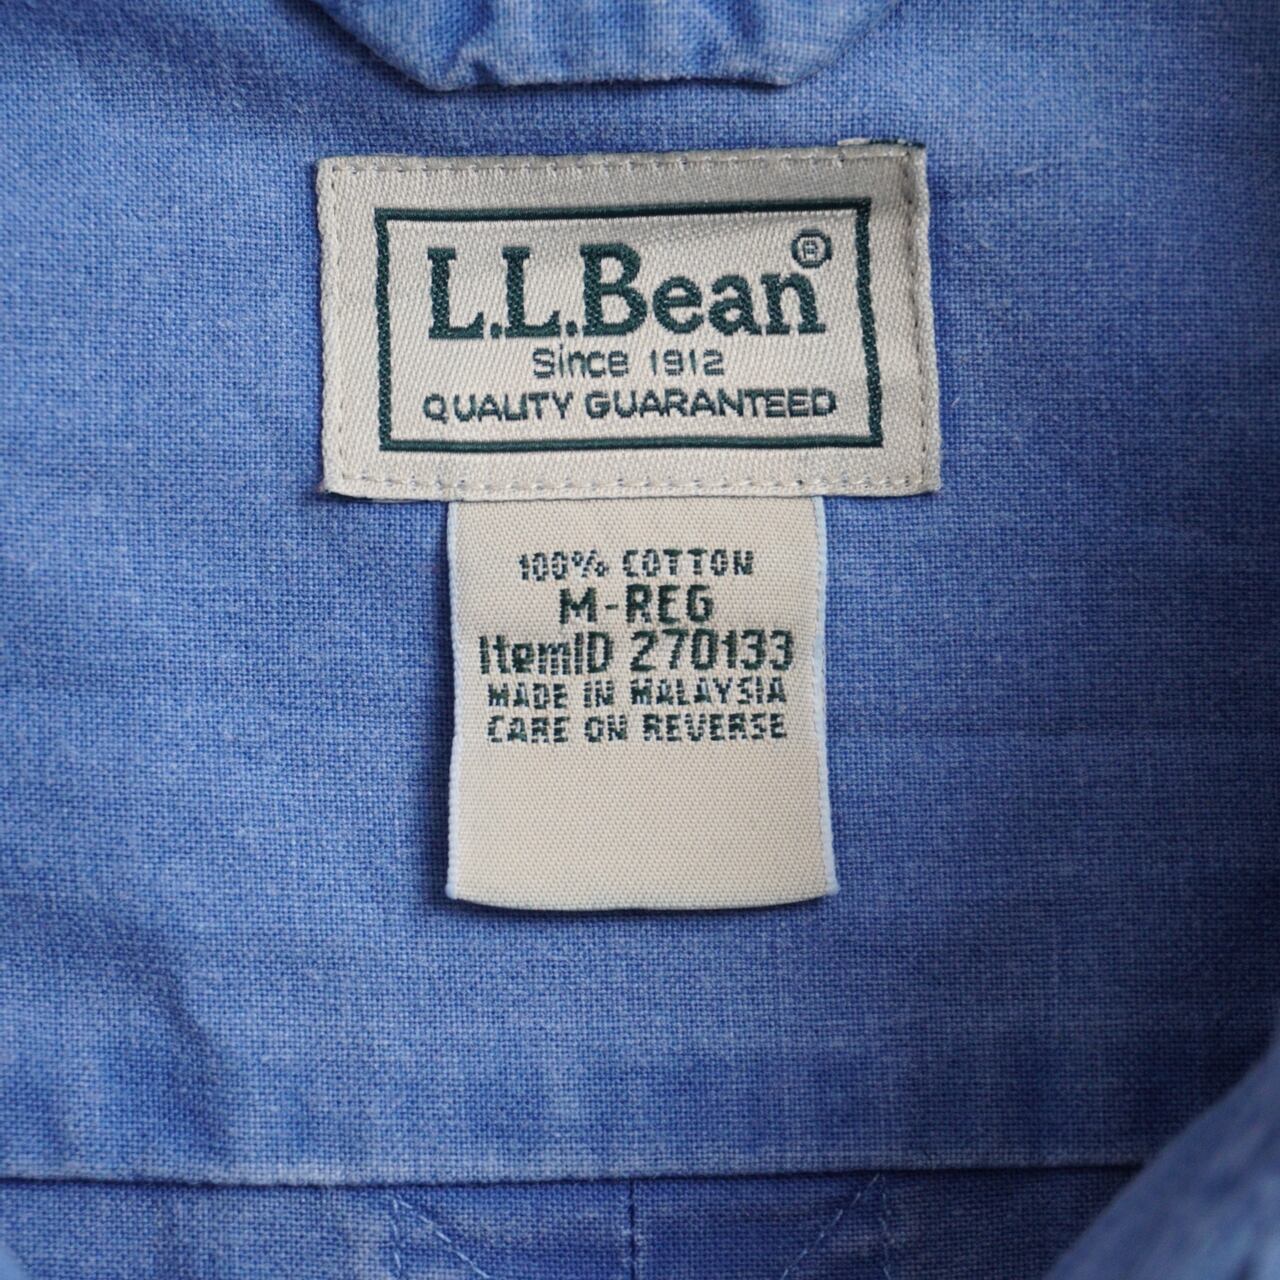 L.L.Bean®
Since 1912
QUALITY GUARANTEED
100% COTTON
M-REG
ItemID 270133
MADE IN MALAYSIA
CARE ON REVERSE